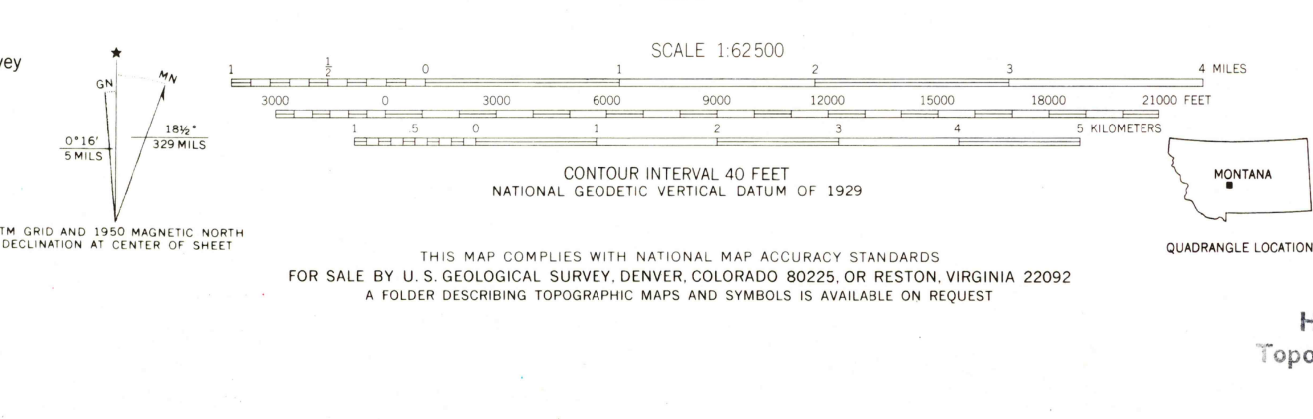 vey
★
GN
MN
0°16'
5 MILS
18½°
329 MILS
TM GRID AND 1950 MAGNETIC NORTH
DECLINATION AT CENTER OF SHEET
SCALE 1:62500
1 ½ 0 1 2 3 4 MILES
3000 0 3000 6000 9000 12000 15000 18000 21000 FEET
1 .5 0 1 2 3 4 5 KILOMETERS
CONTOUR INTERVAL 40 FEET
NATIONAL GEODETIC VERTICAL DATUM OF 1929
THIS MAP COMPLIES WITH NATIONAL MAP ACCURACY STANDARDS
FOR SALE BY U. S. GEOLOGICAL SURVEY, DENVER, COLORADO 80225, OR RESTON, VIRGINIA 22092
A FOLDER DESCRIBING TOPOGRAPHIC MAPS AND SYMBOLS IS AVAILABLE ON REQUEST
MONTANA
QUADRANGLE LOCATION
H
Topo